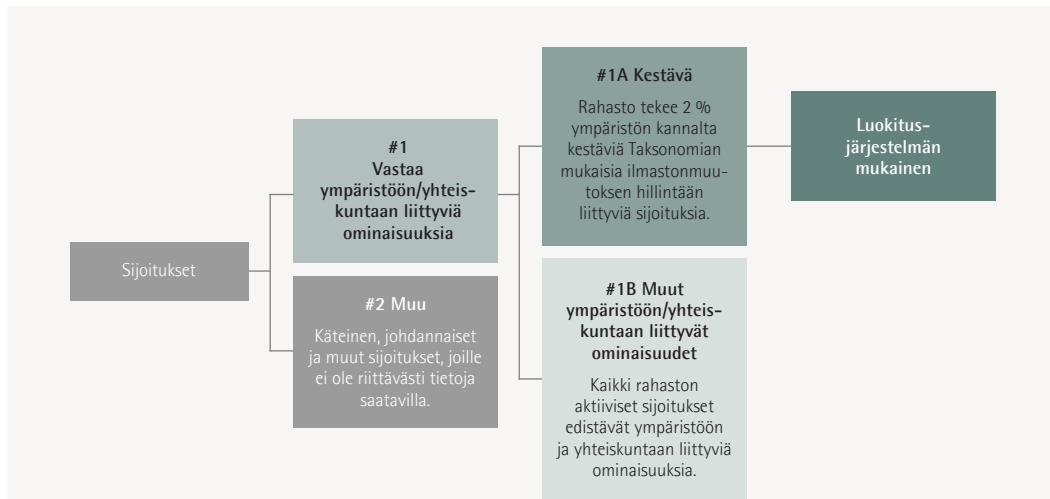 Sijoitukset
#1
Vastaa
ympäristöön/yhteis-
kuntaan liittyviä
ominaisuuksia
#2 Muu
Käteinen, johdannaiset
ja muut sijoitukset, joille
ei ole riittävästi tietoja
saatavilla.
#1A Kestävä
Rahasto tekee 2 %
ympäristön kannalta
kestäviä Taksonomian
mukaisia ilmastonmuu-
toksen hillintään
liittyviä sijoituksia.
#1B Muut
ympäristöön/yhteis-
kuntaan liittyvät
ominaisuudet
Kaikki rahaston
aktiiviset sijoitukset
edistävät ympäristöön
ja yhteiskuntaan liittyviä
ominaisuuksia.
Luokitus-
järjestelmän
mukainen